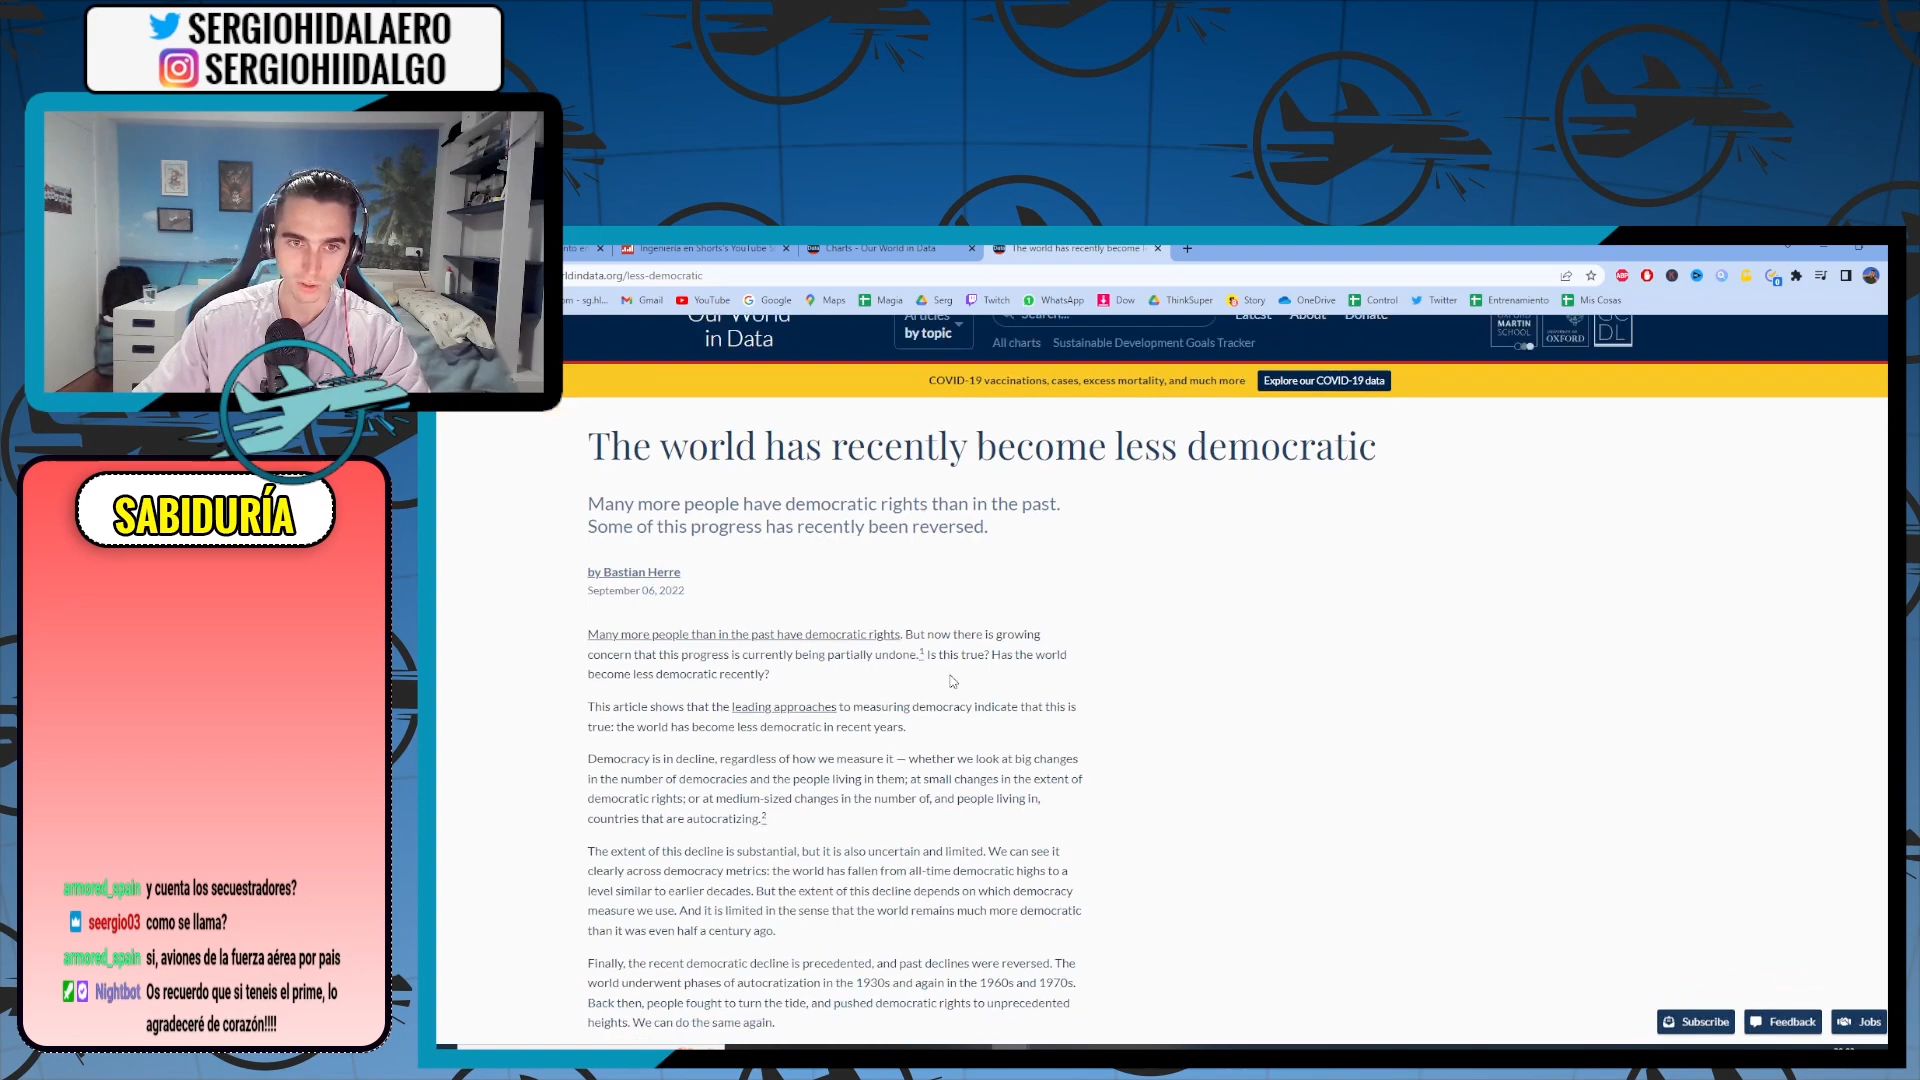 SERGIOHIDALAERO
SERGIOHIIDALGO
Ingeniería en Shorts's YouTube S
Charts - Our World in Data
The world has recently become l
ldindata.org/less-democratic
Gmail YouTube Google Maps Magia Serg Twitch WhatsApp Dow ThinkSuper Story OneDrive Control Twitter Entrenamiento Mis Cosas
Our World
in Data
Articles
by topic
Search...
Latest About Donate
All charts Sustainable Development Goals Tracker
OXFORD
MARTIN
SCHOOL
UNIVERSITY OF
OXFORD
COVID-19 vaccinations, cases, excess mortality, and much more Explore our COVID-19 data
The world has recently become less democratic
Many more people have democratic rights than in the past.
Some of this progress has recently been reversed.
by Bastian Herre
September 06, 2022
Many more people than in the past have democratic rights. But now there is growing
concern that this progress is currently being partially undone.1 Is this true? Has the world
become less democratic recently?
This article shows that the leading approaches to measuring democracy indicate that this is
true: the world has become less democratic in recent years.
Democracy is in decline, regardless of how we measure it — whether we look at big changes
in the number of democracies and the people living in them; at small changes in the extent of
democratic rights; or at medium-sized changes in the number of, and people living in,
countries that are autocratizing.2
The extent of this decline is substantial, but it is also uncertain and limited. We can see it
clearly across democracy metrics: the world has fallen from all-time democratic highs to a
level similar to earlier decades. But the extent of this decline depends on which democracy
measure we use. And it is limited in the sense that the world remains much more democratic
than it was even half a century ago.
Finally, the recent democratic decline is precedented, and past declines were reversed. The
world underwent phases of autocratization in the 1930s and again in the 1960s and 1970s.
Back then, people fought to turn the tide, and pushed democratic rights to unprecedented
heights. We can do the same again.
Subscribe Feedback Jobs
SABIDURÍA
armored_spain y cuenta los secuestradores?
seergio03 como se llama?
armored_spain si, aviones de la fuerza aérea por pais
Nightbot Os recuerdo que si teneis el prime, lo
agradeceré de corazón!!!!